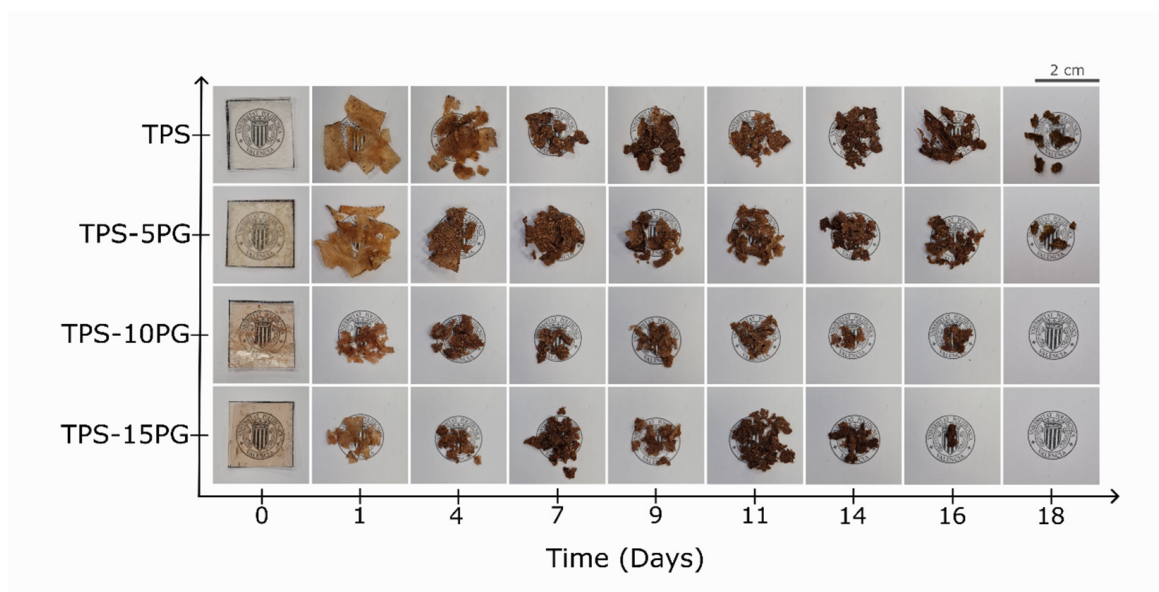 2 cm
TPS
TPS-5PG
TPS-10PG
TPS-15PG
0 1 4 7 9 11 14 16 18
Time (Days)